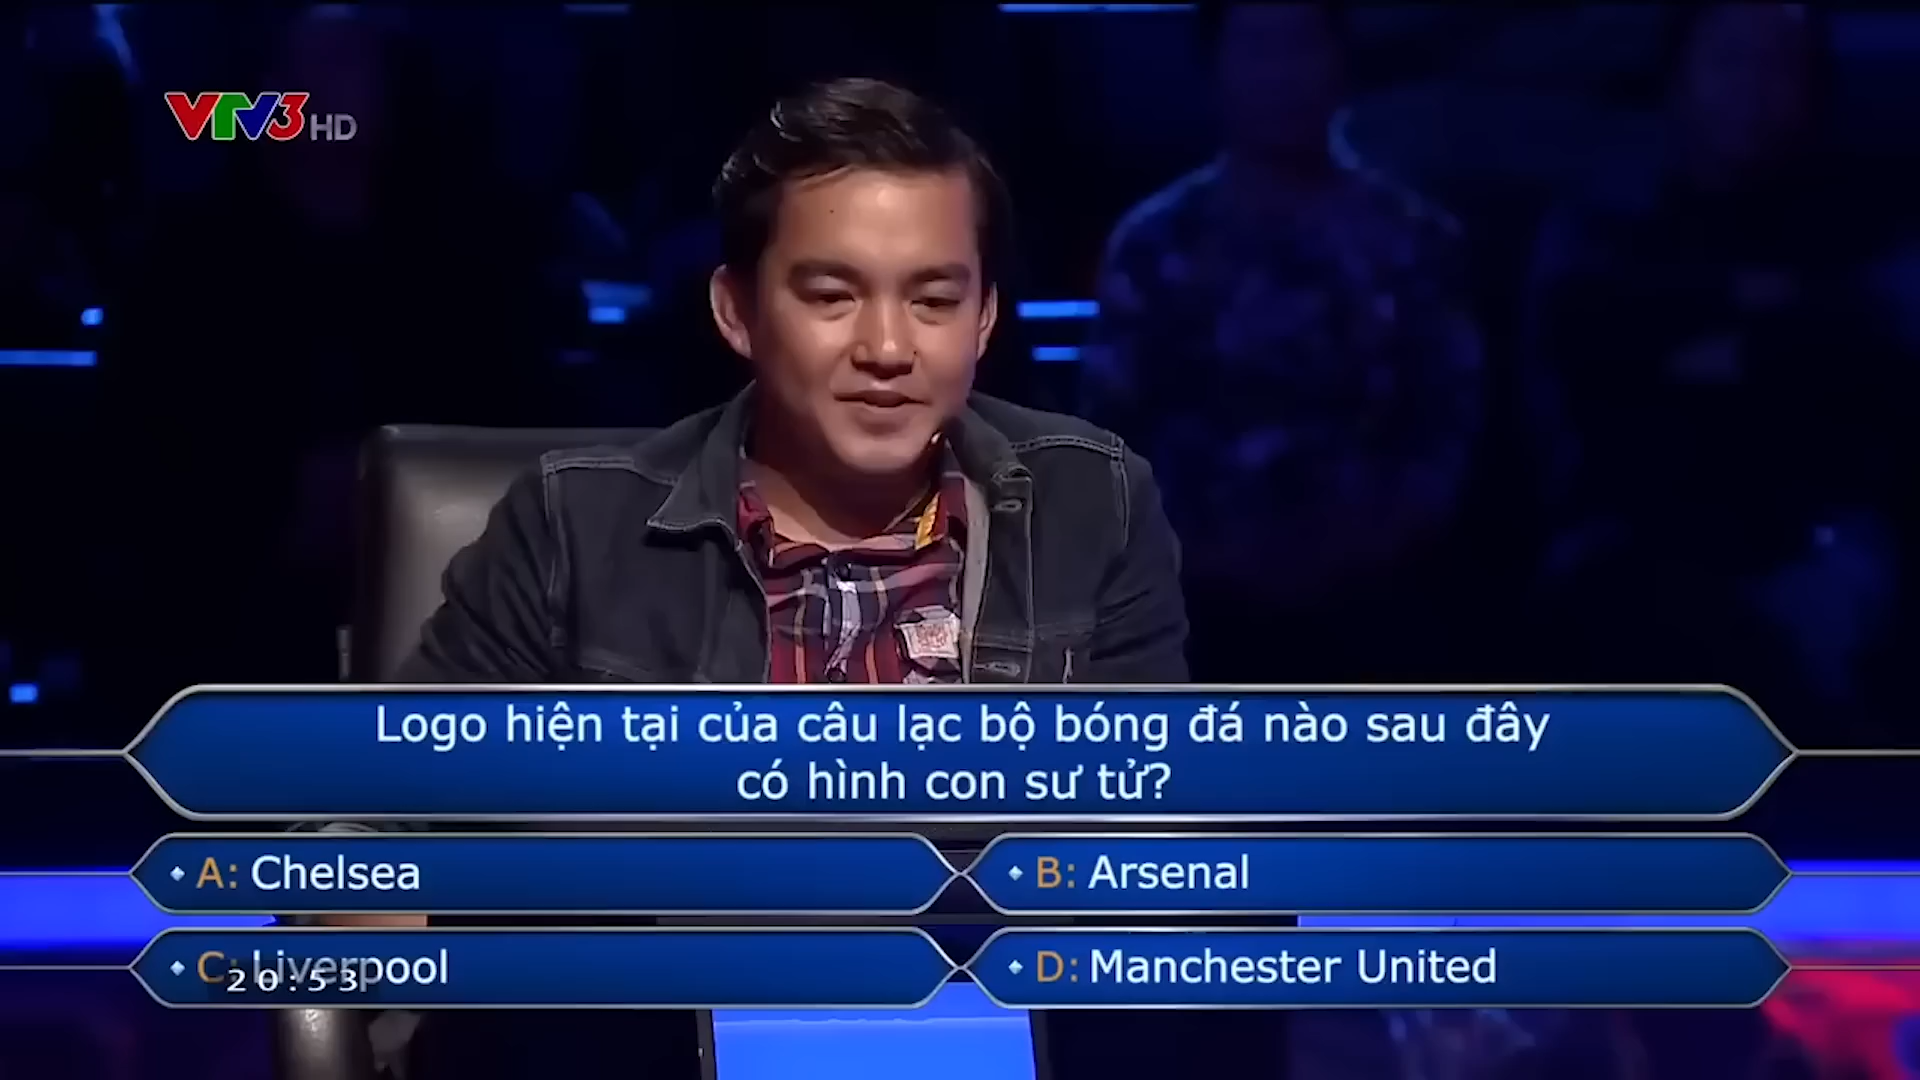 VTV3 HD
Logo hiện tại của câu lạc bộ bóng đá nào sau đây
có hình con sư tử?
A: Chelsea
B: Arsenal
C: Liverpool
20:53
D: Manchester United